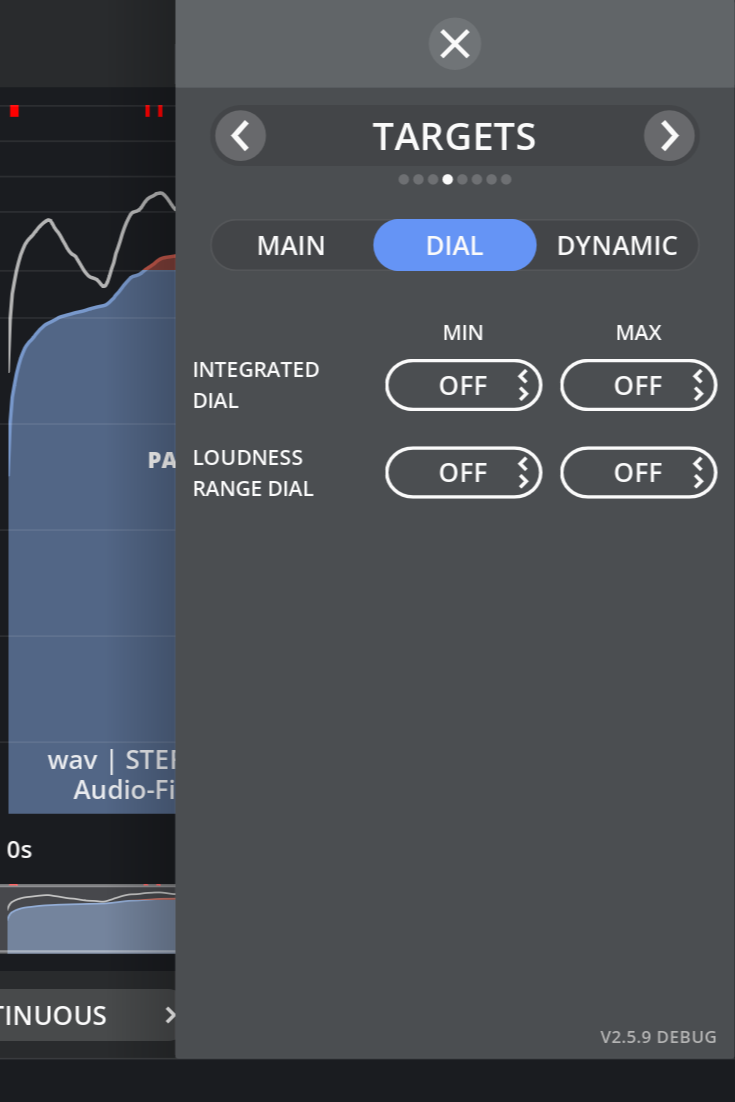 TARGETS
MAIN
DIAL
DYNAMIC
MIN
MAX
INTEGRATED
DIAL
OFF
OFF
LOUDNESS
RANGE DIAL
OFF
OFF
PA
wav | STE
Audio-Fi
0s
TINUOUS
V2.5.9 DEBUG